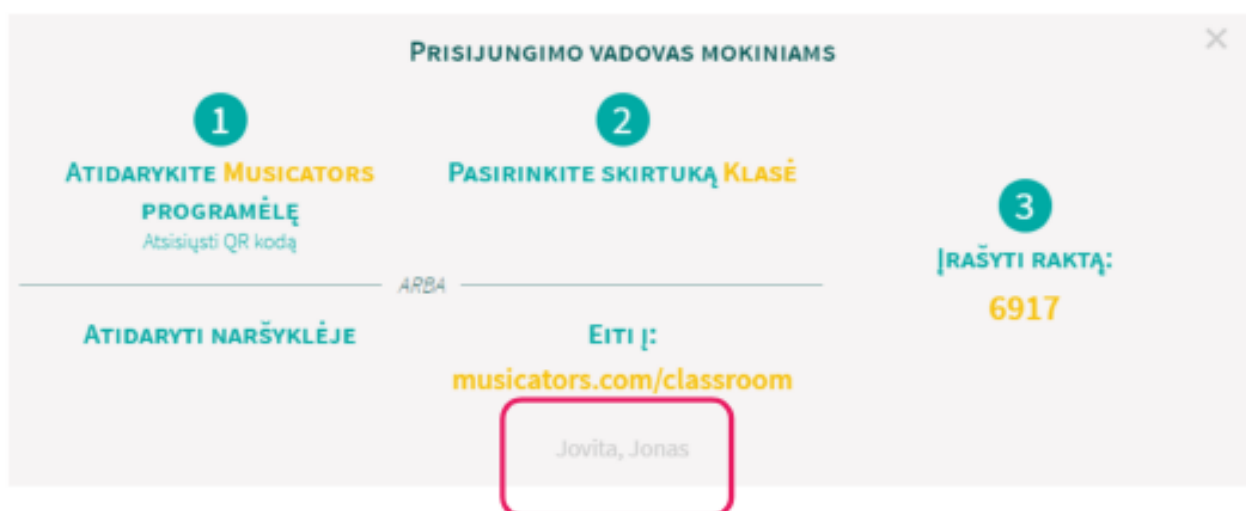 Prisijungimo vadovas mokiniams
×
1
Atidarykite Musicators
programėlę
Atsisiųsti QR kodą
2
Pasirinkite skirtuką Klasė
ARBA
Atidaryti naršyklėje
Eiti į:
musicators.com/classroom
3
Įrašyti raktą:
6917
Jovita, Jonas